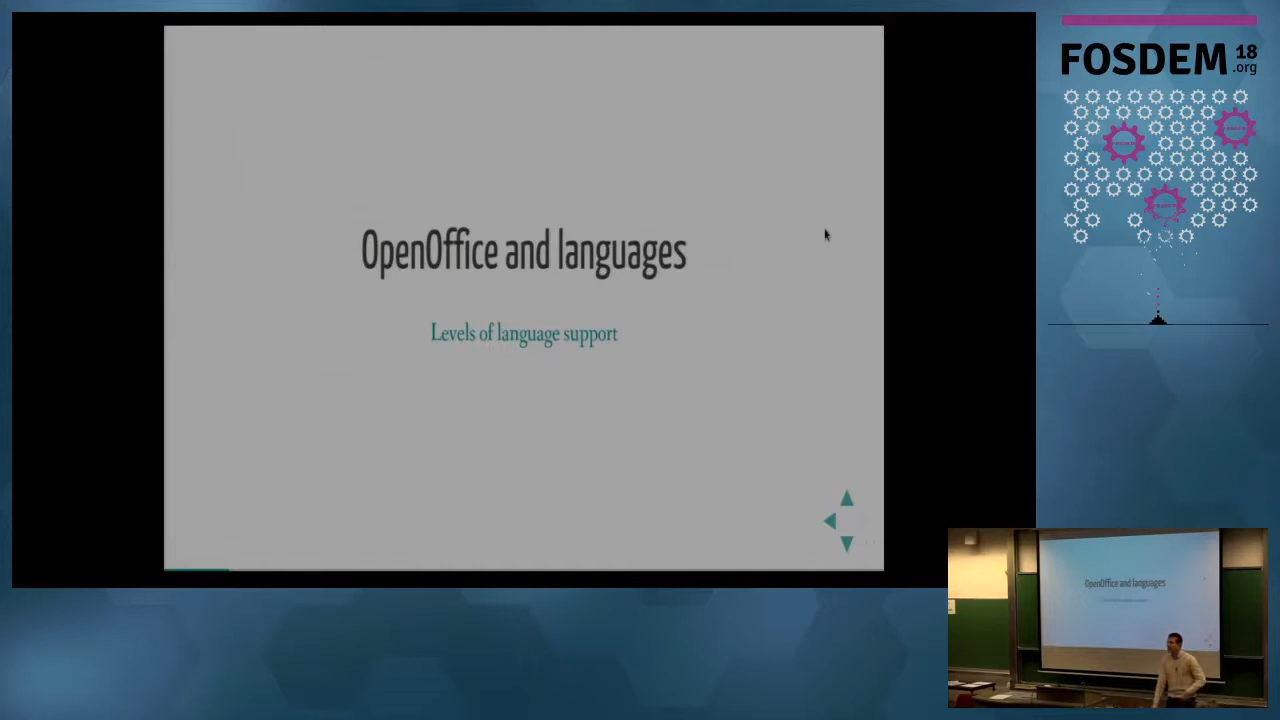 OpenOffice and languages
Levels of language support
FOSDEM 18
.org
OpenOffice and languages